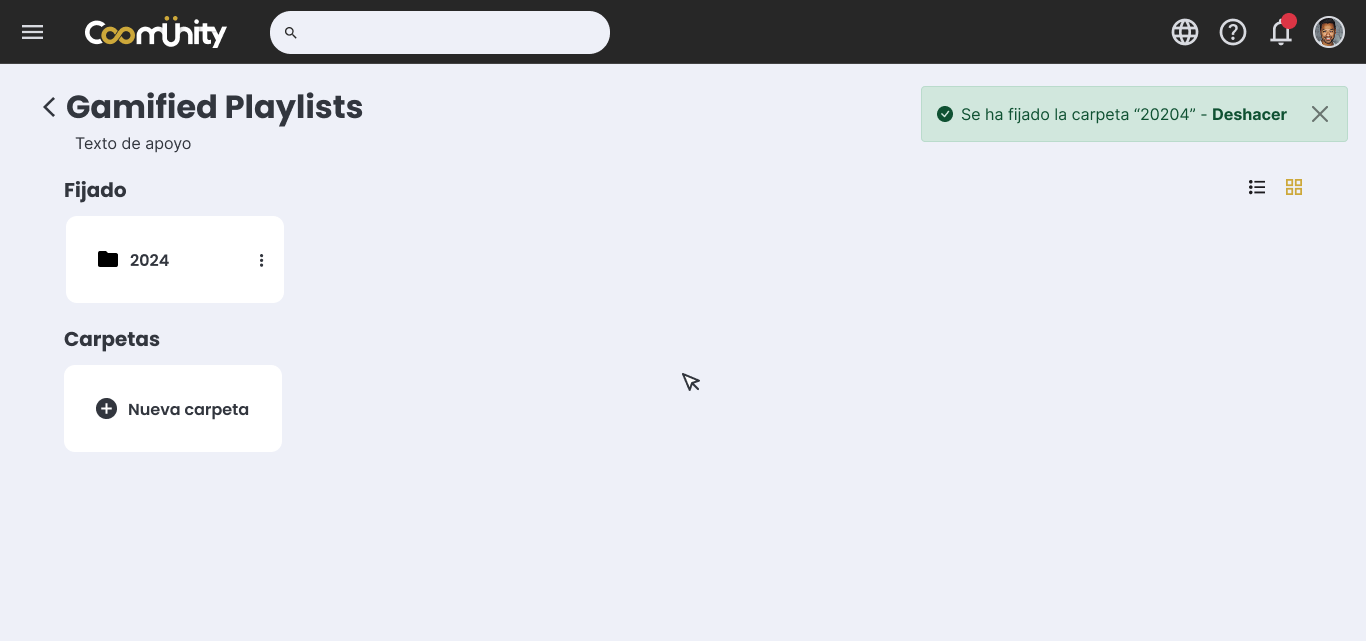 CoomÜnity
Gamified Playlists
Texto de apoyo
Se ha fijado la carpeta “20204” - Deshacer
Fijado
2024
Carpetas
Nueva carpeta